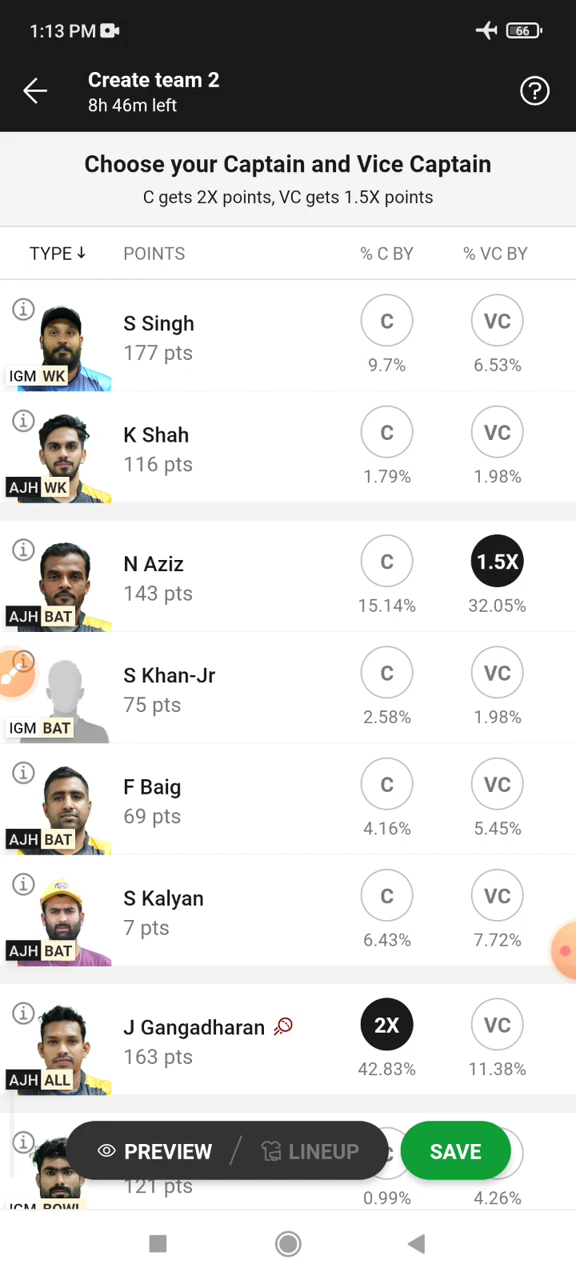 1:13 PM
66
Create team 2
8h 46m left
?
Choose your Captain and Vice Captain
C gets 2X points, VC gets 1.5X points
TYPE ↓ POINTS % C BY % VC BY
S Singh
177 pts
C VC
9.7% 6.53%
IGM WK
K Shah
116 pts
C VC
1.79% 1.98%
AJH WK
N Aziz
143 pts
C 1.5X
15.14% 32.05%
AJH BAT
S Khan-Jr
75 pts
C VC
2.58% 1.98%
IGM BAT
F Baig
69 pts
C VC
4.16% 5.45%
AJH BAT
S Kalyan
7 pts
C VC
6.43% 7.72%
AJH BAT
J Gangadharan
163 pts
2X VC
42.83% 11.38%
AJH ALL
PREVIEW / LINEUP SAVE
121 pts
0.99% 4.26%
IGM BOWL